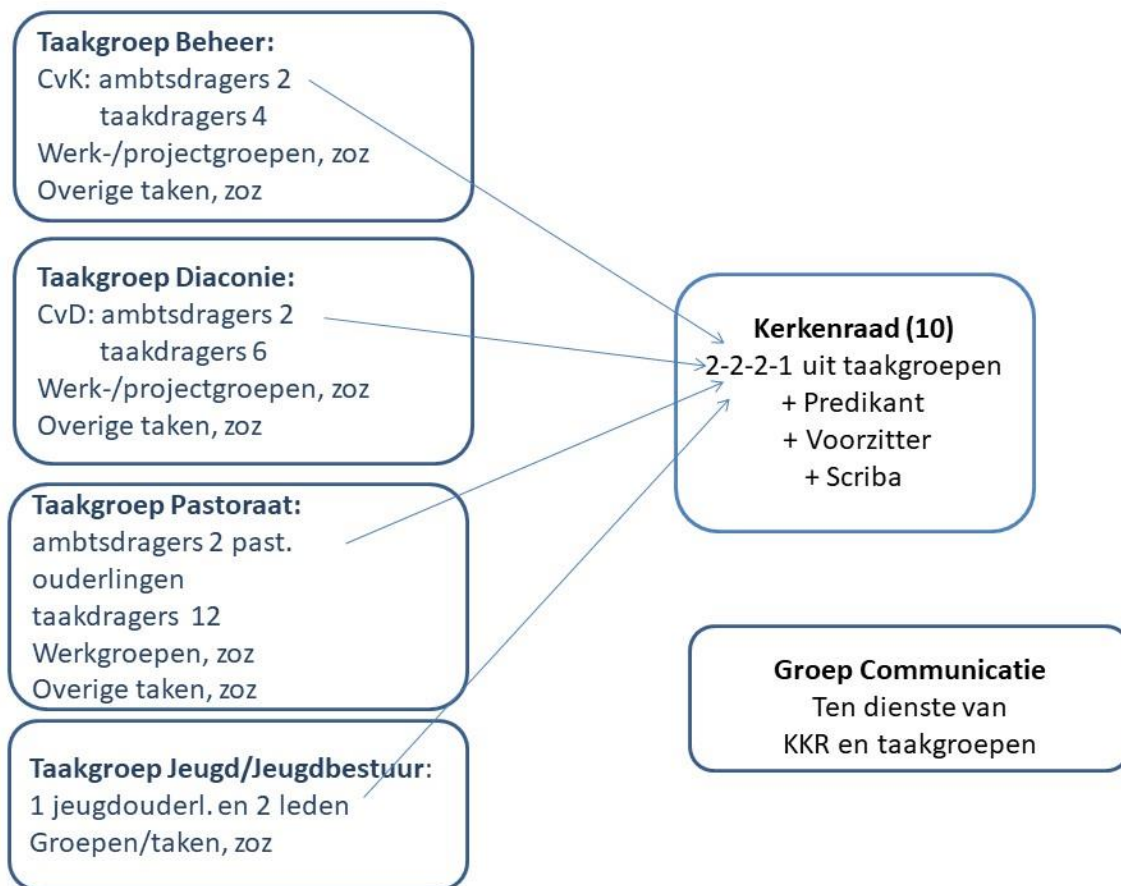 Taakgroep Beheer:
CvK: ambtsdragers 2
taakdragers 4
Werk-/projectgroepen, zoz
Overige taken, zoz
Taakgroep Diaconie:
CvD: ambtsdragers 2
taakdragers 6
Werk-/projectgroepen, zoz
Overige taken, zoz
Taakgroep Pastoraat:
ambtsdragers 2 past.
ouderlingen
taakdragers 12
Werkgroepen, zoz
Overige taken, zoz
Taakgroep Jeugd/Jeugdbestuur:
1 jeugdouderl. en 2 leden
Groepen/taken, zoz
Kerkenraad (10)
2-2-2-1 uit taakgroepen
+ Predikant
+ Voorzitter
+ Scriba
Groep Communicatie
Ten dienste van
KKR en taakgroepen